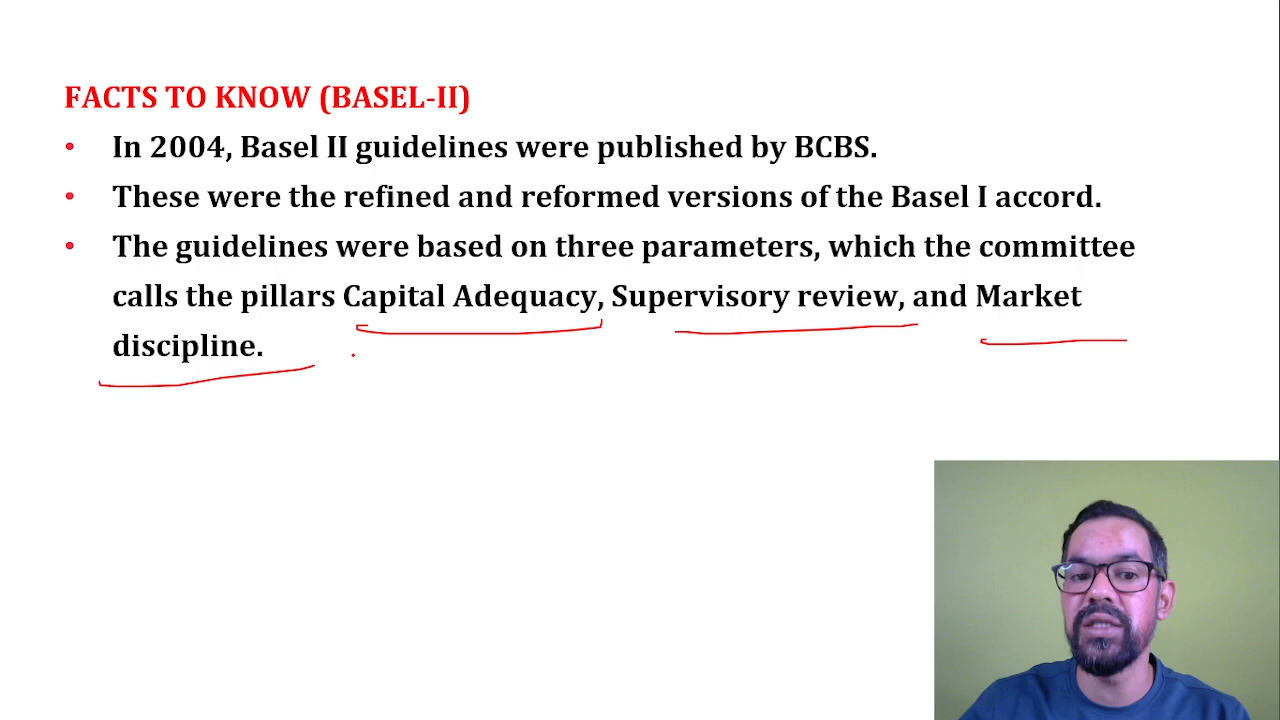 FACTS TO KNOW (BASEL-II)
• In 2004, Basel II guidelines were published by BCBS.
• These were the refined and reformed versions of the Basel I accord.
• The guidelines were based on three parameters, which the committee
calls the pillars Capital Adequacy, Supervisory review, and Market
discipline.